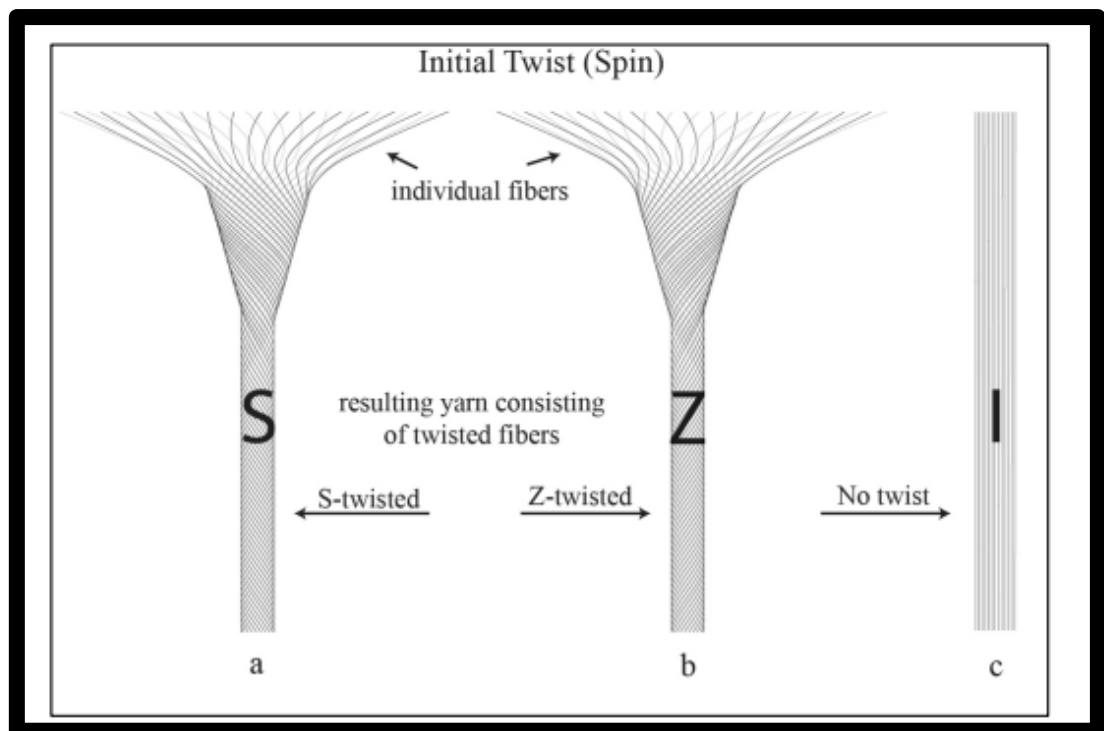 Initial Twist (Spin)
individual fibers
S
resulting yarn consisting
of twisted fibers
Z
I
S-twisted
Z-twisted
No twist
a
b
c